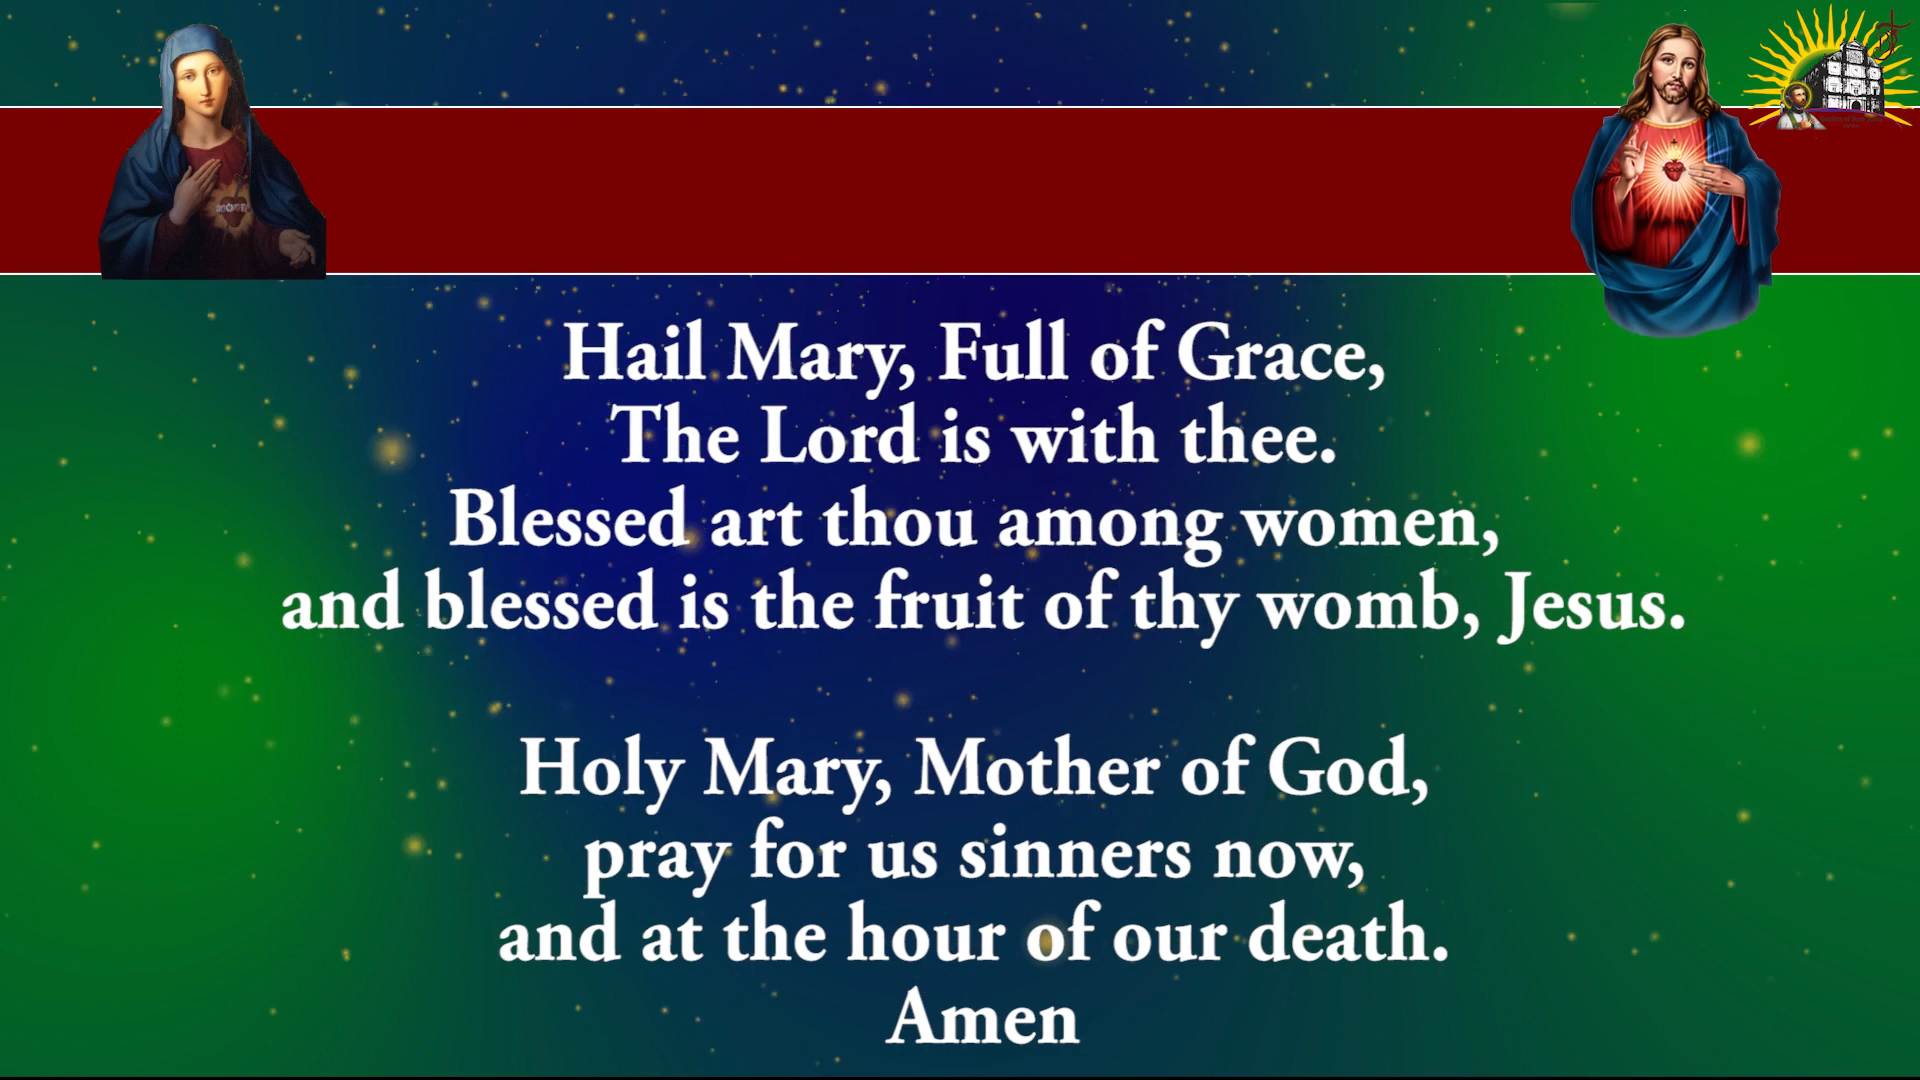 Hail Mary, Full of Grace,
The Lord is with thee.
Blessed art thou among women,
and blessed is the fruit of thy womb, Jesus.
Holy Mary, Mother of God,
pray for us sinners now,
and at the hour of our death.
Amen